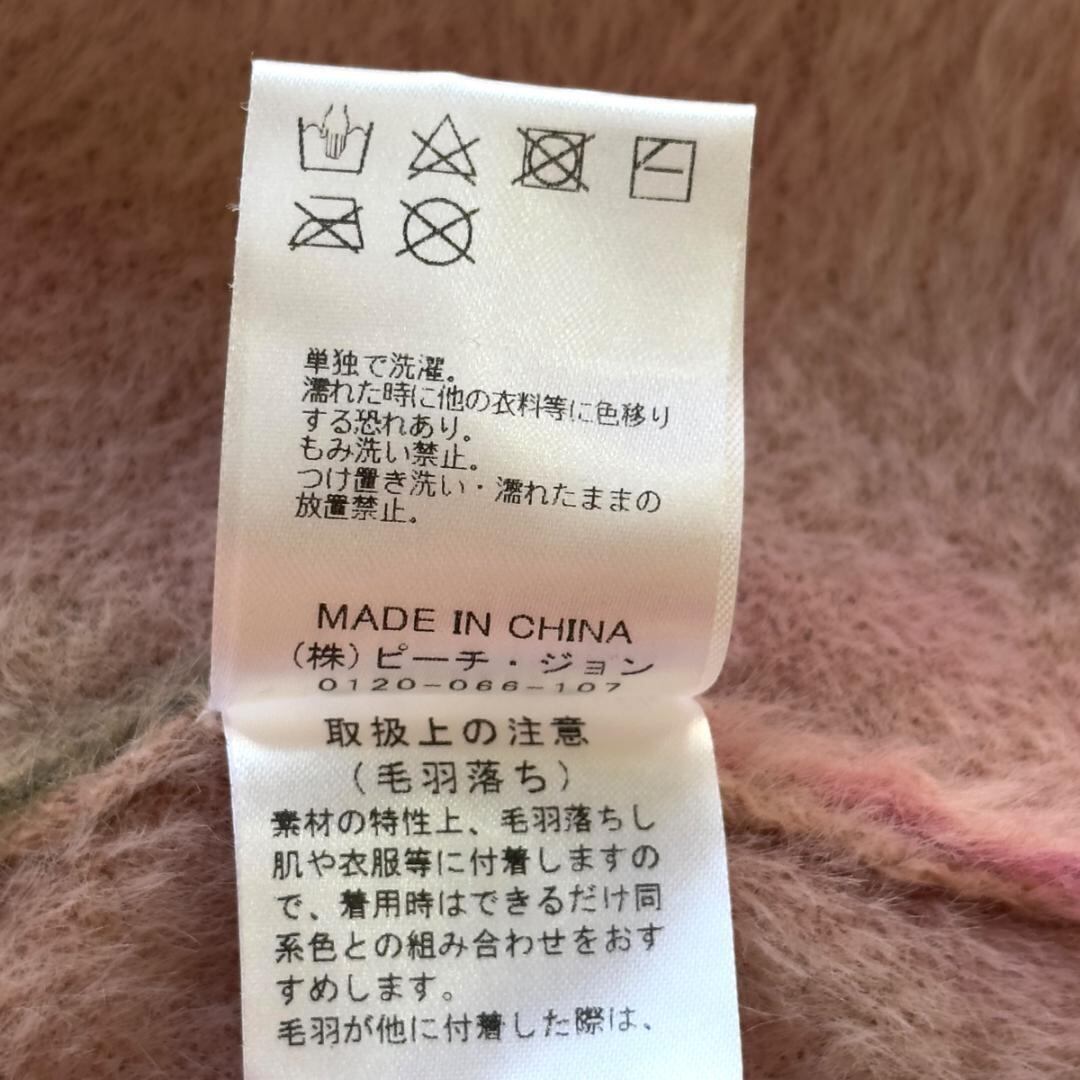 単独で洗濯。
濡れた時に他の衣料等に色移り
する恐れあり。
もみ洗い禁止。
つけ置き洗い・濡れたままの
放置禁止。
MADE IN CHINA
(株)ピーチ・ジョン
0120-066-107
取扱上の注意
(毛羽落ち)
素材の特性上、毛羽落ちし
肌や衣服等に付着しますの
で、着用時はできるだけ同
系色との組み合わせをおす
すめします。
毛羽が他に付着した際は、